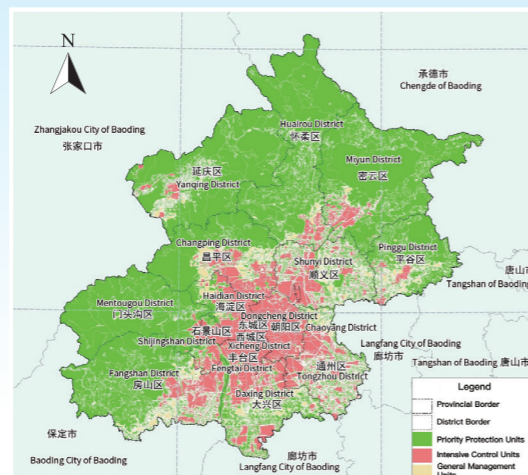 N
承德市
Chengde of Baoding
Huairou District
怀柔区
Zhangjakou City of Baoding
张家口市
Miyun District
密云区
延庆区
Yanqing District
Changping District
昌平区
Pinggu District
平谷区
Shunyi District
顺义区
唐山市
Tangshan of Baoding
Haidian District
海淀区
Mentougou District
门头沟区
Dongcheng District
东城区
朝阳区
Chaoyang District
石景山区
西城区
Shijingshan District
Xicheng District
丰台区
Fengtai District
Langfang City of Baoding
廊坊市
通州区
Tongzhou District
Tangshan of Baoding 唐山市
Fangshan District
房山区
Daxing District
大兴区
保定市
Baoding City of Baoding
廊坊市
Langfang City of Baoding
Legend
Provincial Border
District Border
Priority Protection Units
Intensive Control Units
General Management
Units